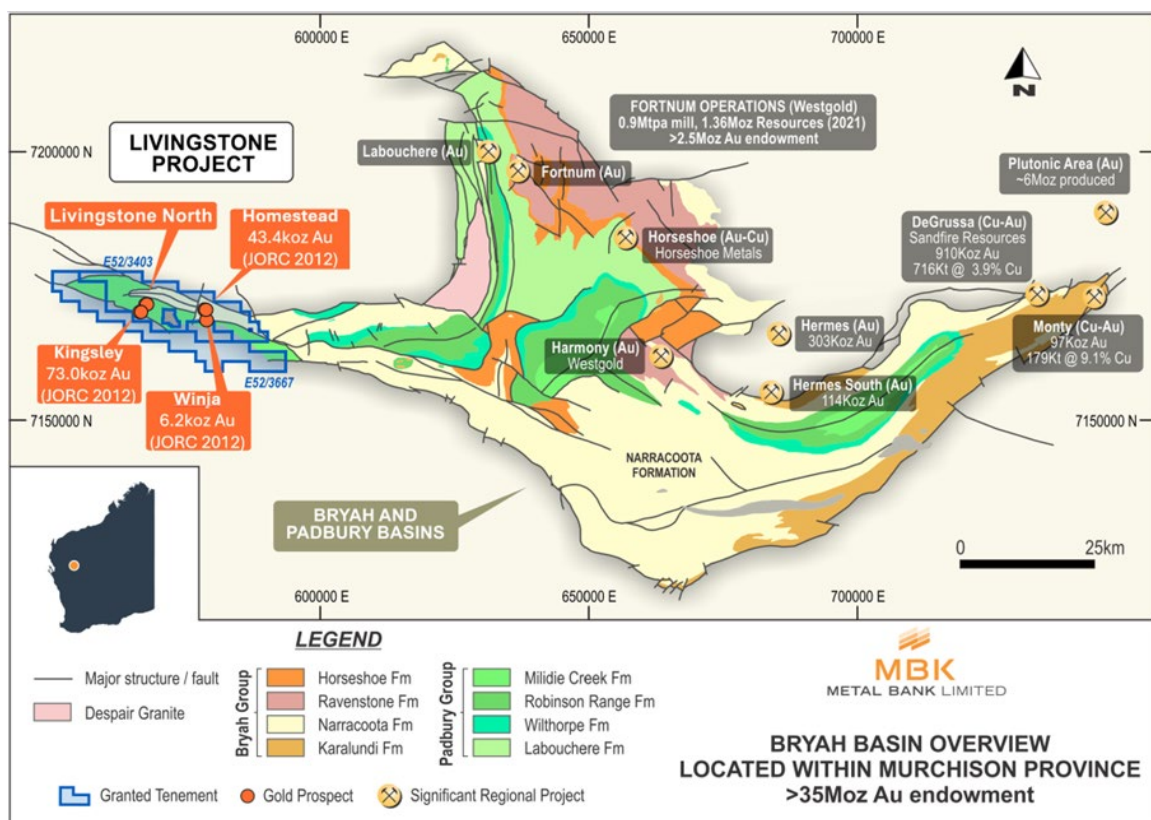 600000 E
650000 E
700000 E
7200000 N
7150000 N
LIVINGSTONE
PROJECT
Livingstone North
Homestead
43.4koz Au
(JORC 2012)
E52/3403
Kingsley
73.0koz Au
(JORC 2012)
Winja
6.2koz Au
(JORC 2012)
E52/3667
Labouchere (Au)
Fortnum (Au)
FORTNUM OPERATIONS (Westgold)
0.9Mtpa mill, 1.36Moz Resources (2021)
>2.5Moz Au endowment
N
Plutonic Area (Au)
~6Moz produced
Horseshoe (Au-Cu)
Horseshoe Metals
DeGrussa (Cu-Au)
Sandfire Resources
910Koz Au
716Kt @ 3.9% Cu
Harmony (Au)
Westgold
Hermes (Au)
303Koz Au
Monty (Cu-Au)
97Koz Au
179Kt @ 9.1% Cu
Hermes South (Au)
114Koz Au
7150000 N
NARRACOOTA
FORMATION
BRYAH AND
PADBURY BASINS
0
25km
600000 E
650000 E
700000 E
LEGEND
Major structure / fault
Despair Granite
Bryah Group
Horseshoe Fm
Ravenstone Fm
Narracoota Fm
Karalundi Fm
Padbury Group
Milidie Creek Fm
Robinson Range Fm
Wilthorpe Fm
Labouchere Fm
Granted Tenement
Gold Prospect
Significant Regional Project
MBK
METAL BANK LIMITED
BRYAH BASIN OVERVIEW
LOCATED WITHIN MURCHISON PROVINCE
>35Moz Au endowment